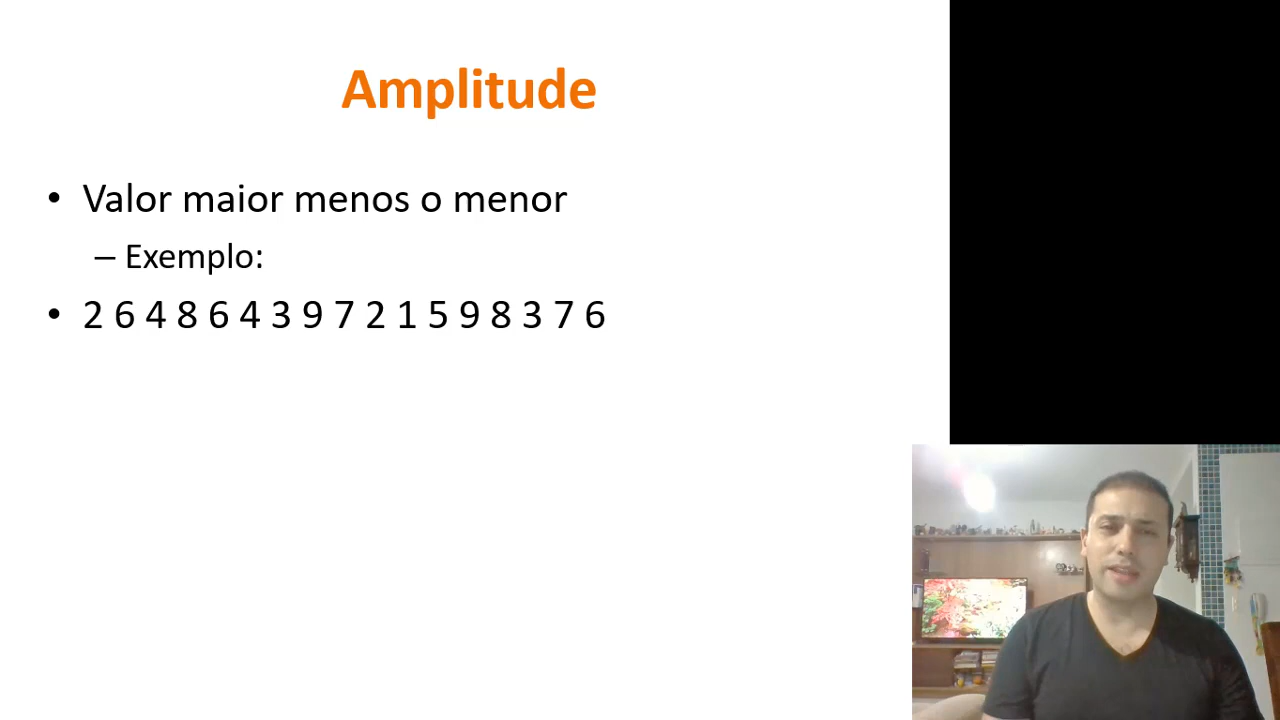 Amplitude
• Valor maior menos o menor
– Exemplo:
• 2 6 4 8 6 4 3 9 7 2 1 5 9 8 3 7 6